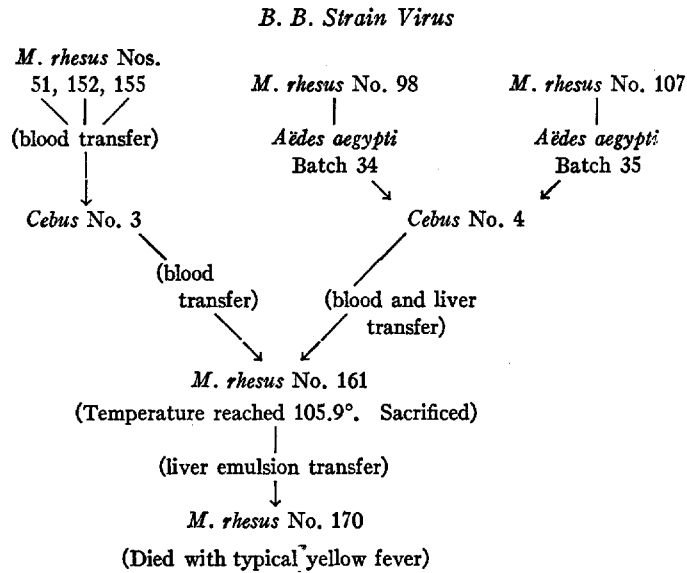 B. B. Strain Virus
M. rhesus Nos.
51, 152, 155
(blood transfer)
Cebus No. 3
M. rhesus No. 98
Aëdes aegypti
Batch 34
M. rhesus No. 107
Aëdes aegypti
Batch 35
Cebus No. 4
(blood
transfer)
(blood and liver
transfer)
M. rhesus No. 161
(Temperature reached 105.9°. Sacrificed)
(liver emulsion transfer)
M. rhesus No. 170
(Died with typical yellow fever)